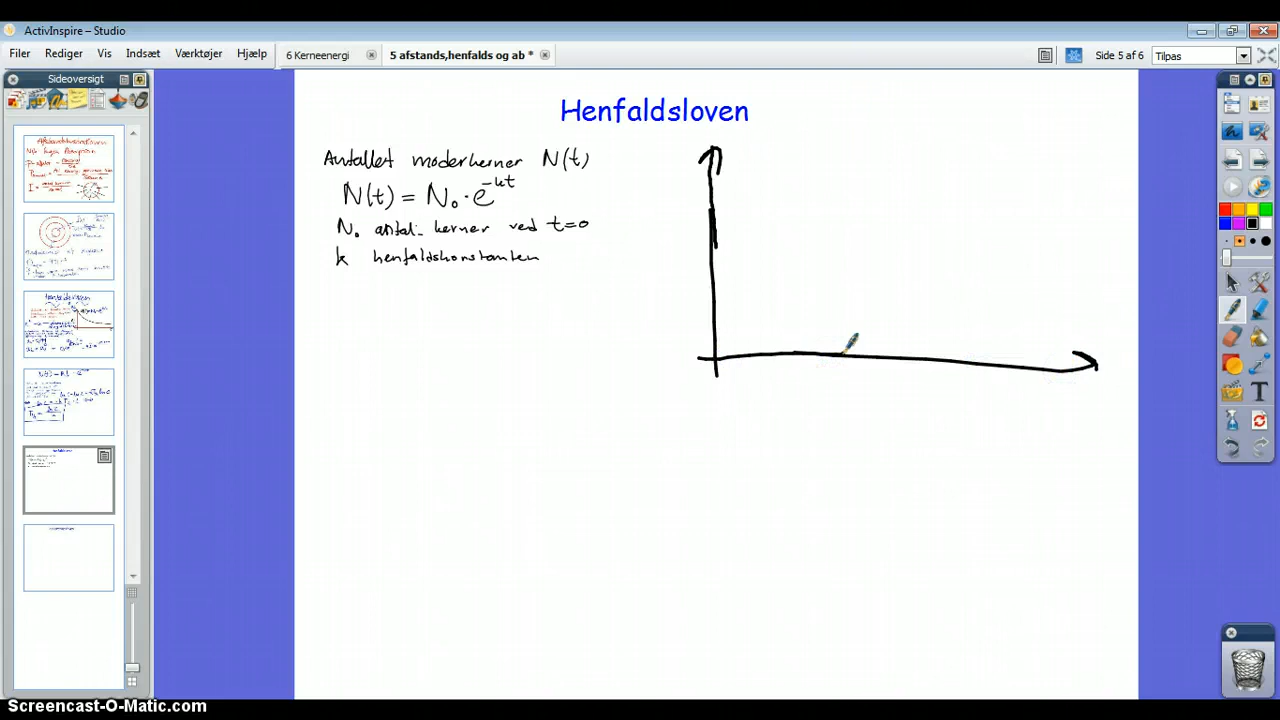 ActivInspire – Studio
Filer Rediger Vis Indsæt Værktøjer Hjælp
6 Kerneenergi
5 afstands,henfalds og ab *
Side 5 af 6
Tilpas
Sideoversigt
Henfaldsloven
Antallet moderkerner N(t)
N(t) = N₀ · e^-kt
N₀ antal kerner ved t=0
k henfaldskonstanten
Screencast-O-Matic.com